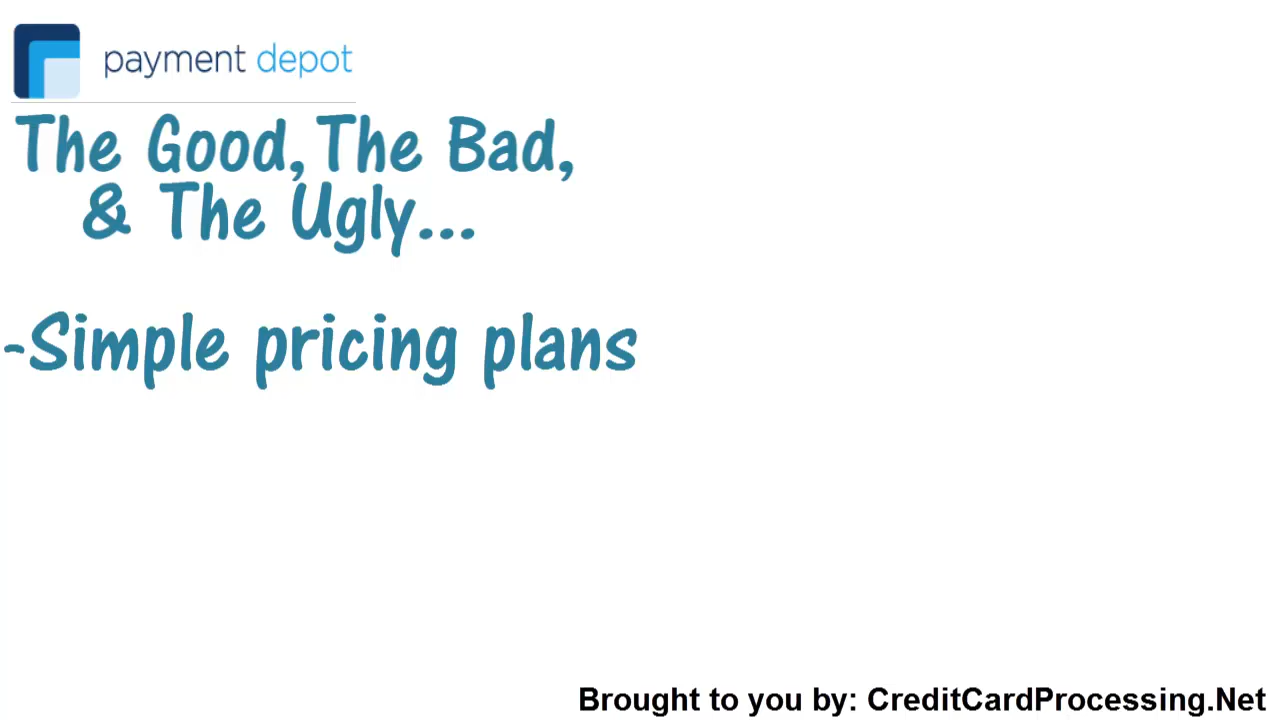 payment depot
The Good, The Bad,
& The Ugly...
-Simple pricing plans
Brought to you by: CreditCardProcessing.Net